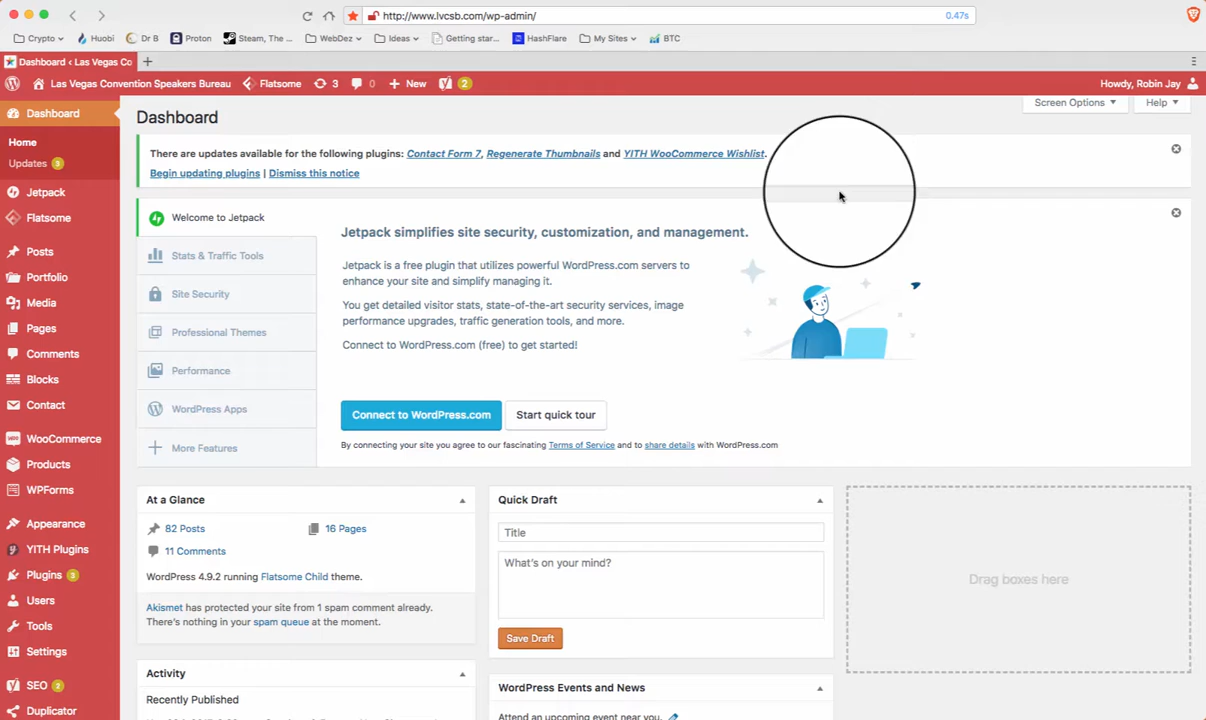 http://www.lvcsb.com/wp-admin/
0.47s
Crypto
Huobi
Dr B
Proton
Steam, The ...
WebDez
Ideas
Getting star...
HashFlare
My Sites
BTC
Dashboard < Las Vegas Co
Las Vegas Convention Speakers Bureau
Flatsome
3
0
New
2
Howdy, Robin Jay
Dashboard
Home
Updates 3
Jetpack
Flatsome
Posts
Portfolio
Media
Pages
Comments
Blocks
Contact
WooCommerce
Products
WPForms
Appearance
YITH Plugins
Plugins 3
Users
Tools
Settings
SEO 2
Duplicator
Dashboard
Screen Options
Help
There are updates available for the following plugins: Contact Form 7, Regenerate Thumbnails and YITH WooCommerce Wishlist.
Begin updating plugins | Dismiss this notice
Welcome to Jetpack
Stats & Traffic Tools
Site Security
Professional Themes
Performance
WordPress Apps
More Features
Jetpack simplifies site security, customization, and management.
Jetpack is a free plugin that utilizes powerful WordPress.com servers to
enhance your site and simplify managing it.
You get detailed visitor stats, state-of-the-art security services, image
performance upgrades, traffic generation tools, and more.
Connect to WordPress.com (free) to get started!
Connect to WordPress.com
Start quick tour
By connecting your site you agree to our fascinating Terms of Service and to share details with WordPress.com
At a Glance
82 Posts
16 Pages
11 Comments
WordPress 4.9.2 running Flatsome Child theme.
Akismet has protected your site from 1 spam comment already.
There's nothing in your spam queue at the moment.
Activity
Recently Published
Quick Draft
Title
What's on your mind?
Save Draft
WordPress Events and News
Attend an upcoming event near you.
Drag boxes here